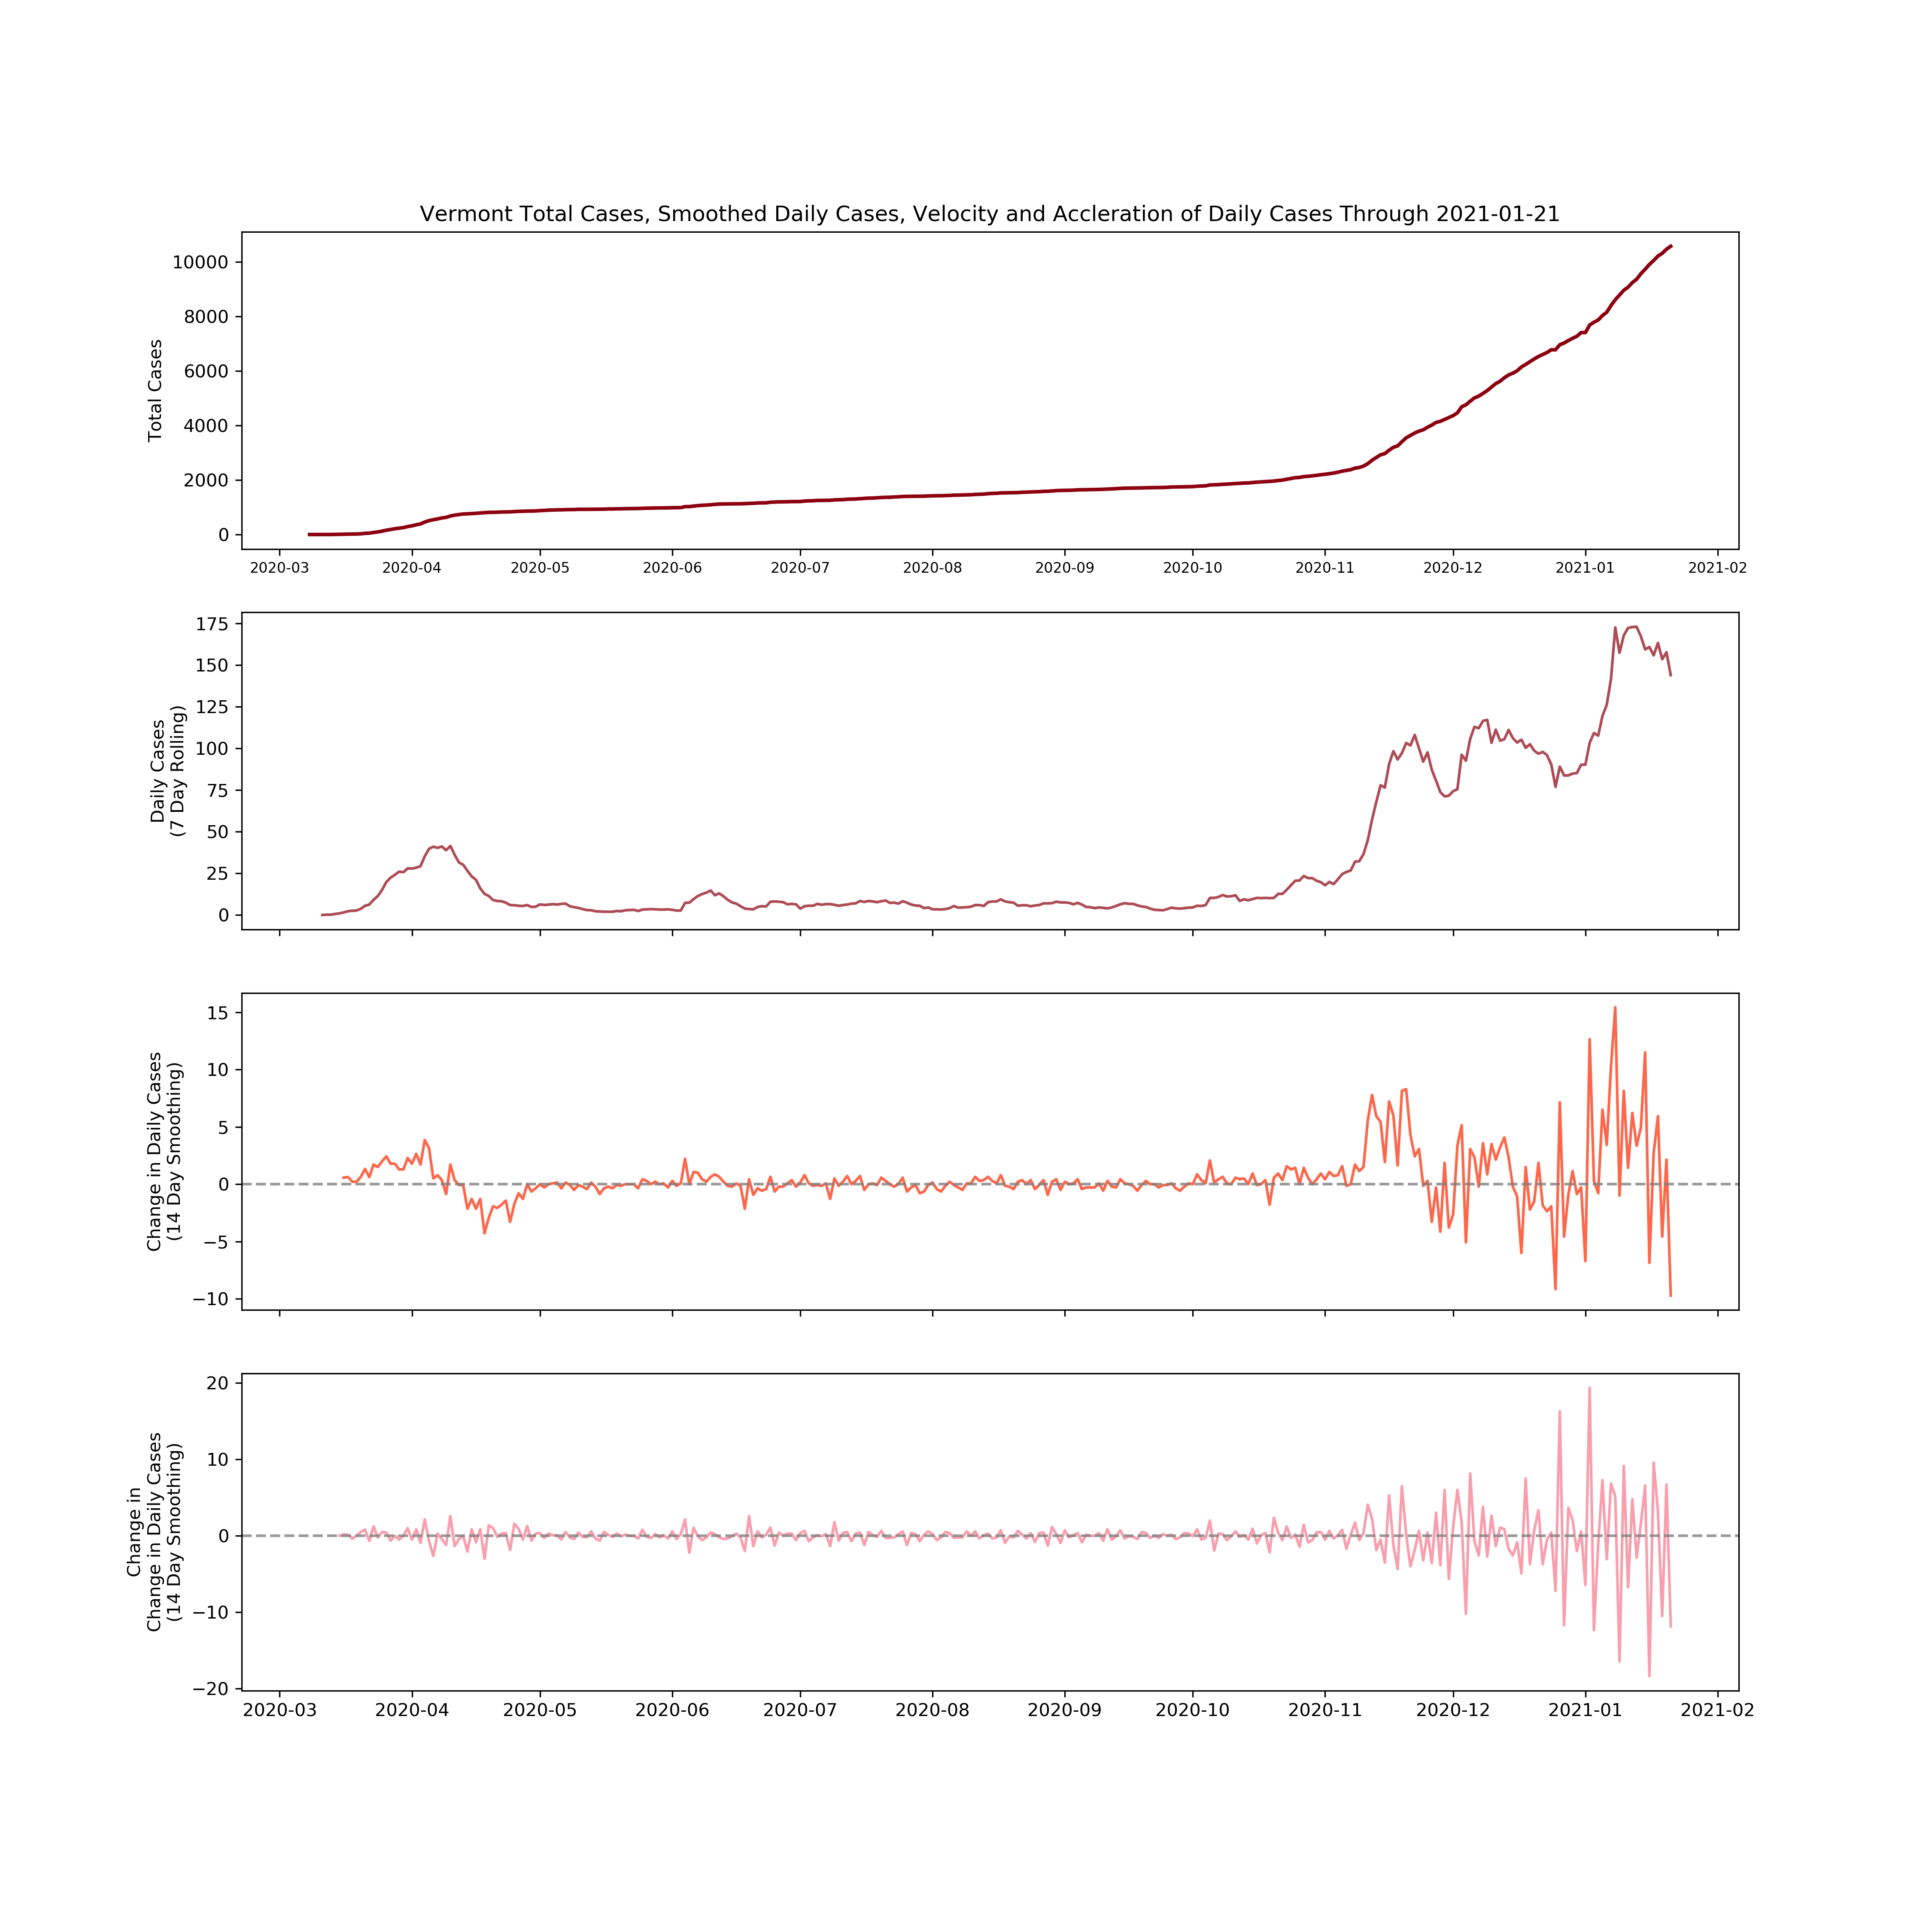 Vermont Total Cases, Smoothed Daily Cases, Velocity and Accleration of Daily Cases Through 2021-01-21
Total Cases
10000
8000
6000
4000
2000
0
2020-03 2020-04 2020-05 2020-06 2020-07 2020-08 2020-09 2020-10 2020-11 2020-12 2021-01 2021-02
Daily Cases
(7 Day Rolling)
175
150
125
100
75
50
25
0
Change in Daily Cases
(14 Day Smoothing)
15
10
5
0
−5
−10
Change in
Change in Daily Cases
(14 Day Smoothing)
20
10
0
−10
−20
2020-03 2020-04 2020-05 2020-06 2020-07 2020-08 2020-09 2020-10 2020-11 2020-12 2021-01 2021-02